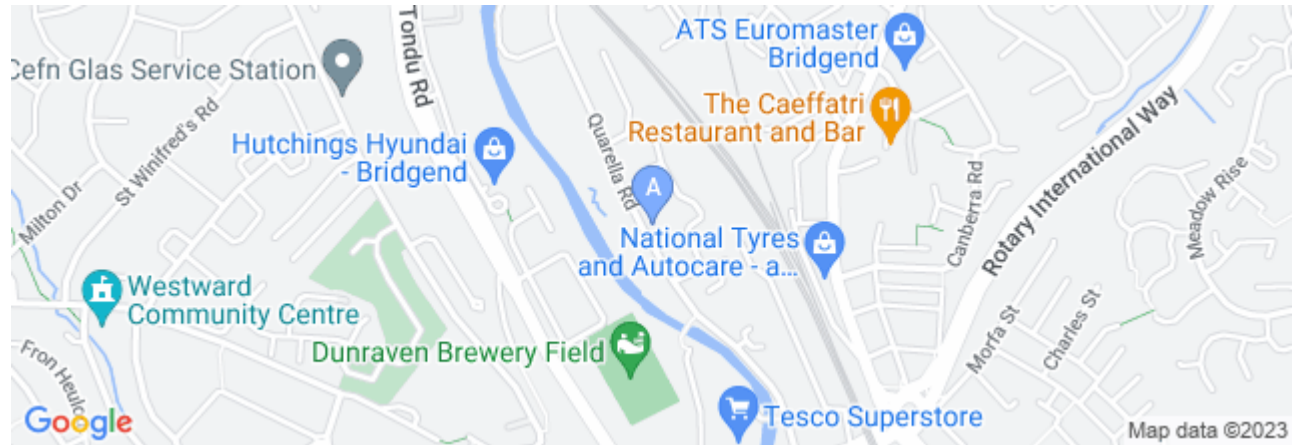 ATS Euromaster
Bridgend
Cefn Glas Service Station
Tondu Rd
The Caeffatri
Restaurant and Bar
Rotary International Way
St Winifred's Rd
Hutchings Hyundai
- Bridgend
Quarella Rd
A
Canberra Rd
Meadow Rise
Milton Dr
National Tyres
and Autocare - a...
Westward
Community Centre
Morfa St
Charles St
Dunraven Brewery Field
Fron Heulog
Tesco Superstore
Google
Map data ©2023